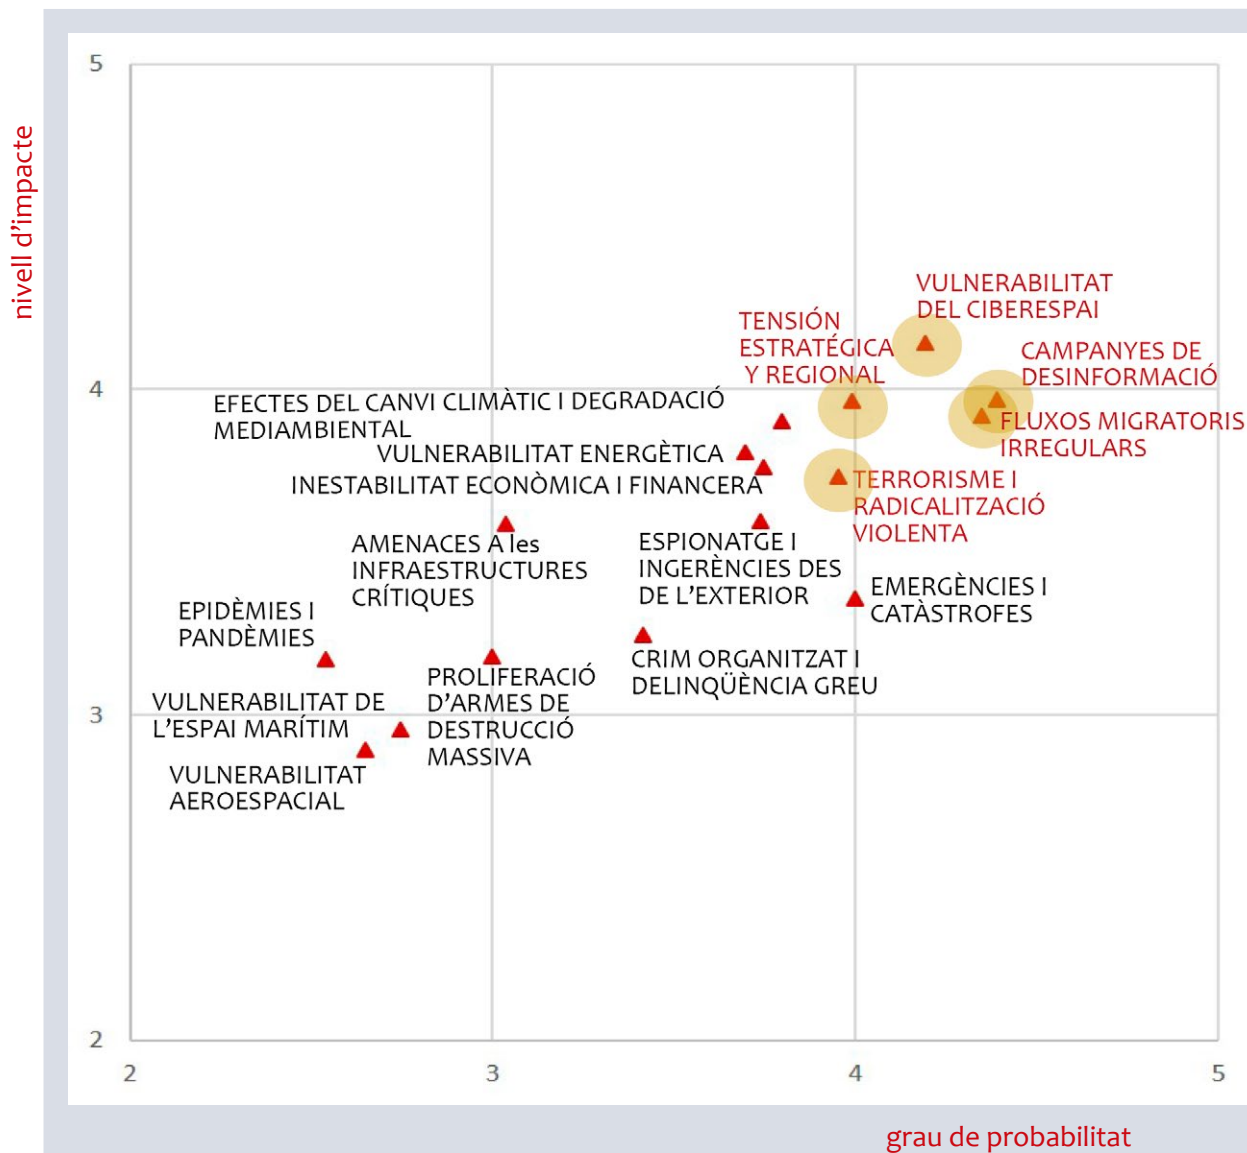 nivell d’impacte
5
VULNERABILITAT
DEL CIBERESPAI
TENSIÓN
ESTRATÉGICA
Y REGIONAL
CAMPANYES DE
DESINFORMACIÓ
4
EFECTES DEL CANVI CLIMÀTIC I DEGRADACIÓ
MEDIAMBIENTAL
FLUXOS MIGRATORIS
IRREGULARS
VULNERABILITAT ENERGÈTICA
INESTABILITAT ECONÒMICA I FINANCERA
TERRORISME I
RADICALITZACIÓ
VIOLENTA
AMENACES A les
INFRAESTRUCTURES
CRÍTIQUES
ESPIONATGE I
INGERÈNCIES DES
DE L’EXTERIOR
EMERGÈNCIES I
CATÀSTROFES
EPIDÈMIES I
PANDÈMIES
CRIM ORGANITZAT I
DELINQÜÈNCIA GREU
PROLIFERACIÓ
D’ARMES DE
DESTRUCCIÓ
MASSIVA
VULNERABILITAT DE
L’ESPAI MARÍTIM
3
VULNERABILITAT
AEROESPACIAL
2
2 3 4 5
grau de probabilitat